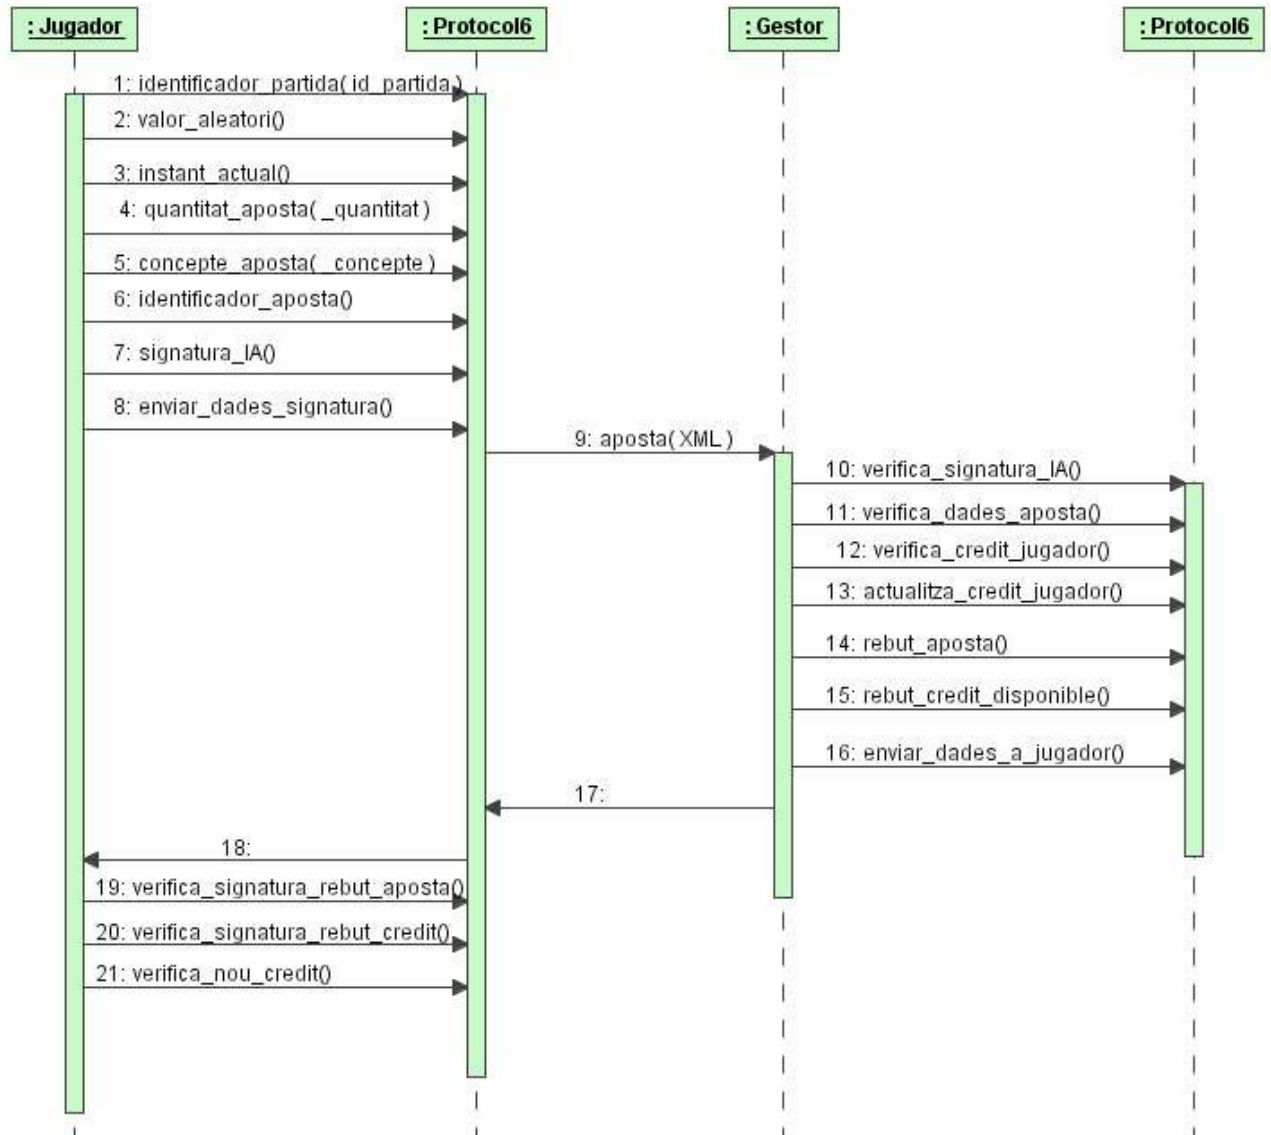 : Jugador
: Protocol6
: Gestor
: Protocol6
1: identificador_partida( id_partida )
2: valor_aleatori()
3: instant_actual()
4: quantitat_aposta( _quantitat )
5: concepte_aposta( _concepte )
6: identificador_aposta()
7: signatura_IA()
8: enviar_dades_signatura()
9: aposta( XML )
10: verifica_signatura_IA()
11: verifica_dades_aposta()
12: verifica_credit_jugador()
13: actualitza_credit_jugador()
14: rebut_aposta()
15: rebut_credit_disponible()
16: enviar_dades_a_jugador()
17:
18:
19: verifica_signatura_rebut_aposta()
20: verifica_signatura_rebut_credit()
21: verifica_nou_credit()